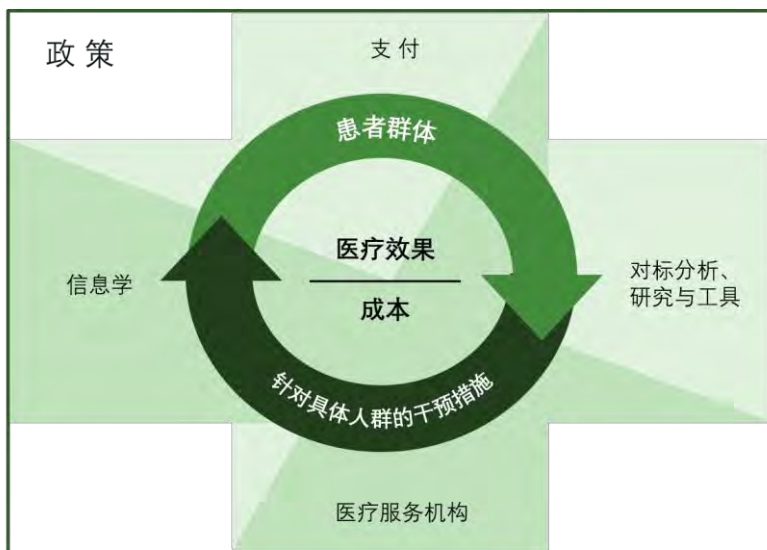 政策
支付
患者群体
医疗效果
成本
信息学
对标分析、
研究与工具
针对具体人群的干预措施
医疗服务机构